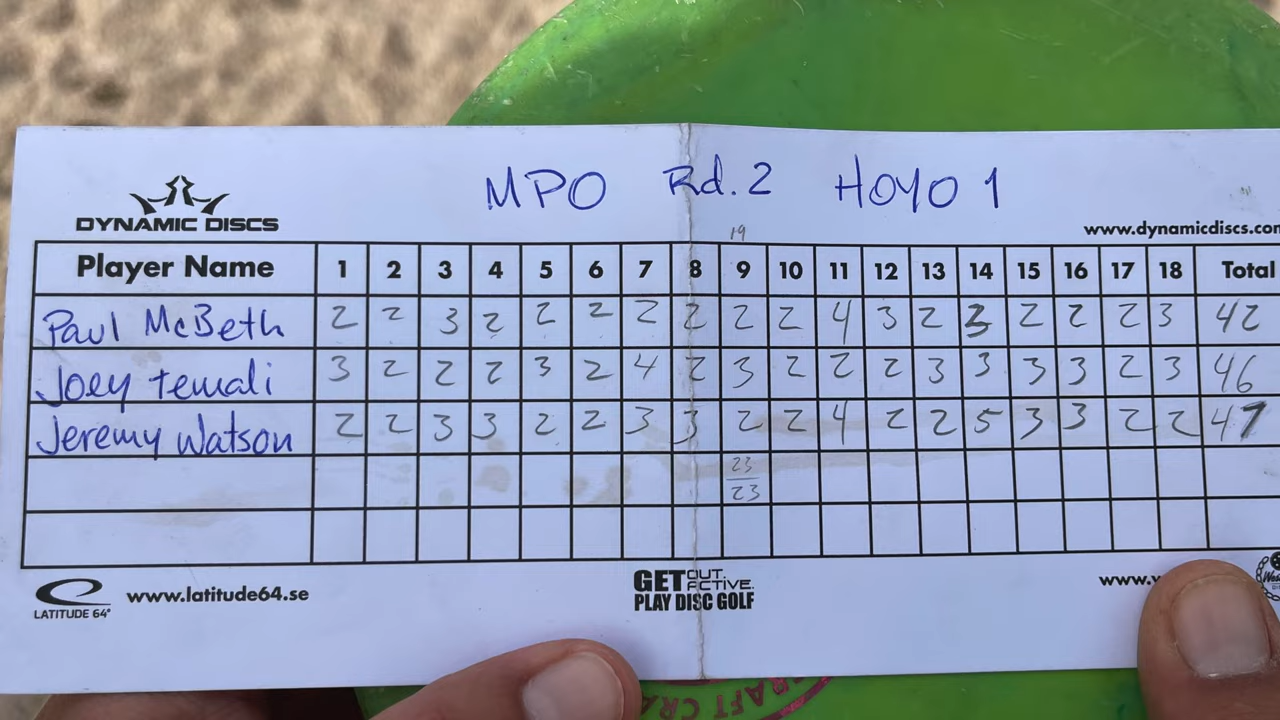 MPO Rd. 2 HOYO 1
DYNAMIC DISCS
19
www.dynamicdiscs.con
Player Name 1 2 3 4 5 6 7 8 9 10 11 12 13 14 15 16 17 18 Total
Paul McBeth 2 2 3 2 2 2 2 2 2 2 4 3 2 3 2 2 2 3 42
Joey temali 3 2 2 2 3 2 4 2 3 2 2 2 3 3 3 3 2 3 46
Jeremy Watson 2 2 3 3 2 2 3 3 2 2 4 2 2 5 3 3 2 2 47
23
23
LATITUDE 64°
www.latitude64.se
GET OUT ACTIVE
PLAY DISC GOLF
www.v
CRAFT CRA